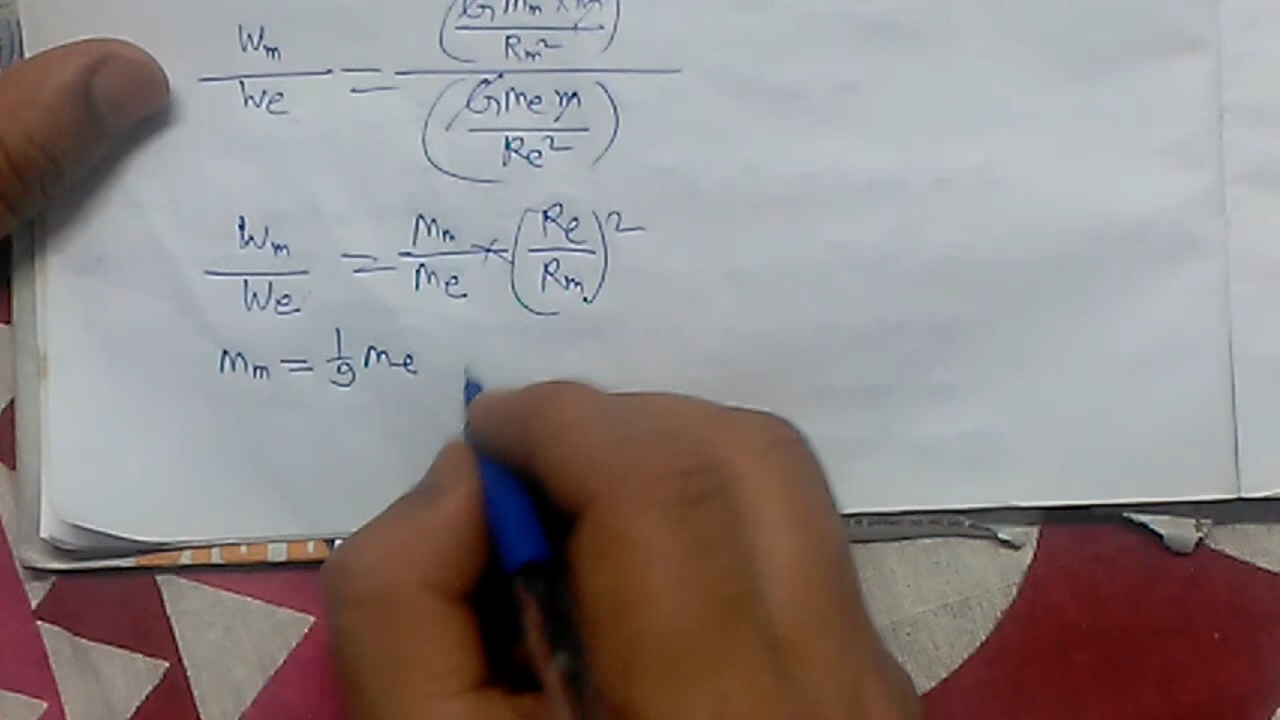 Wm/We = (G Mm × m / Rm²) / (G Me m / Re²)
Wm/We = Mm/Me × (Re/Rm)²
Mm = 1/9 Me